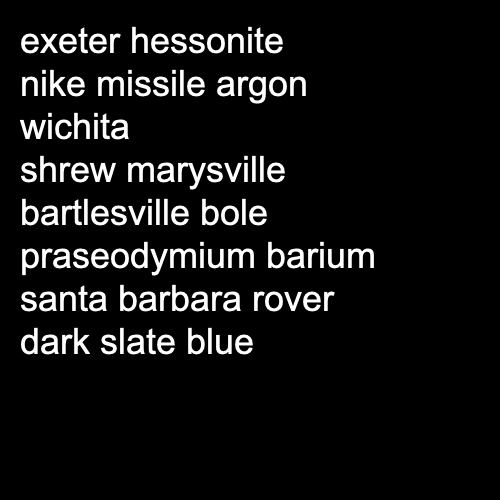 exeter hessonite
nike missile argon
wichita
shrew marysville
bartlesville bole
praseodymium barium
santa barbara rover
dark slate blue